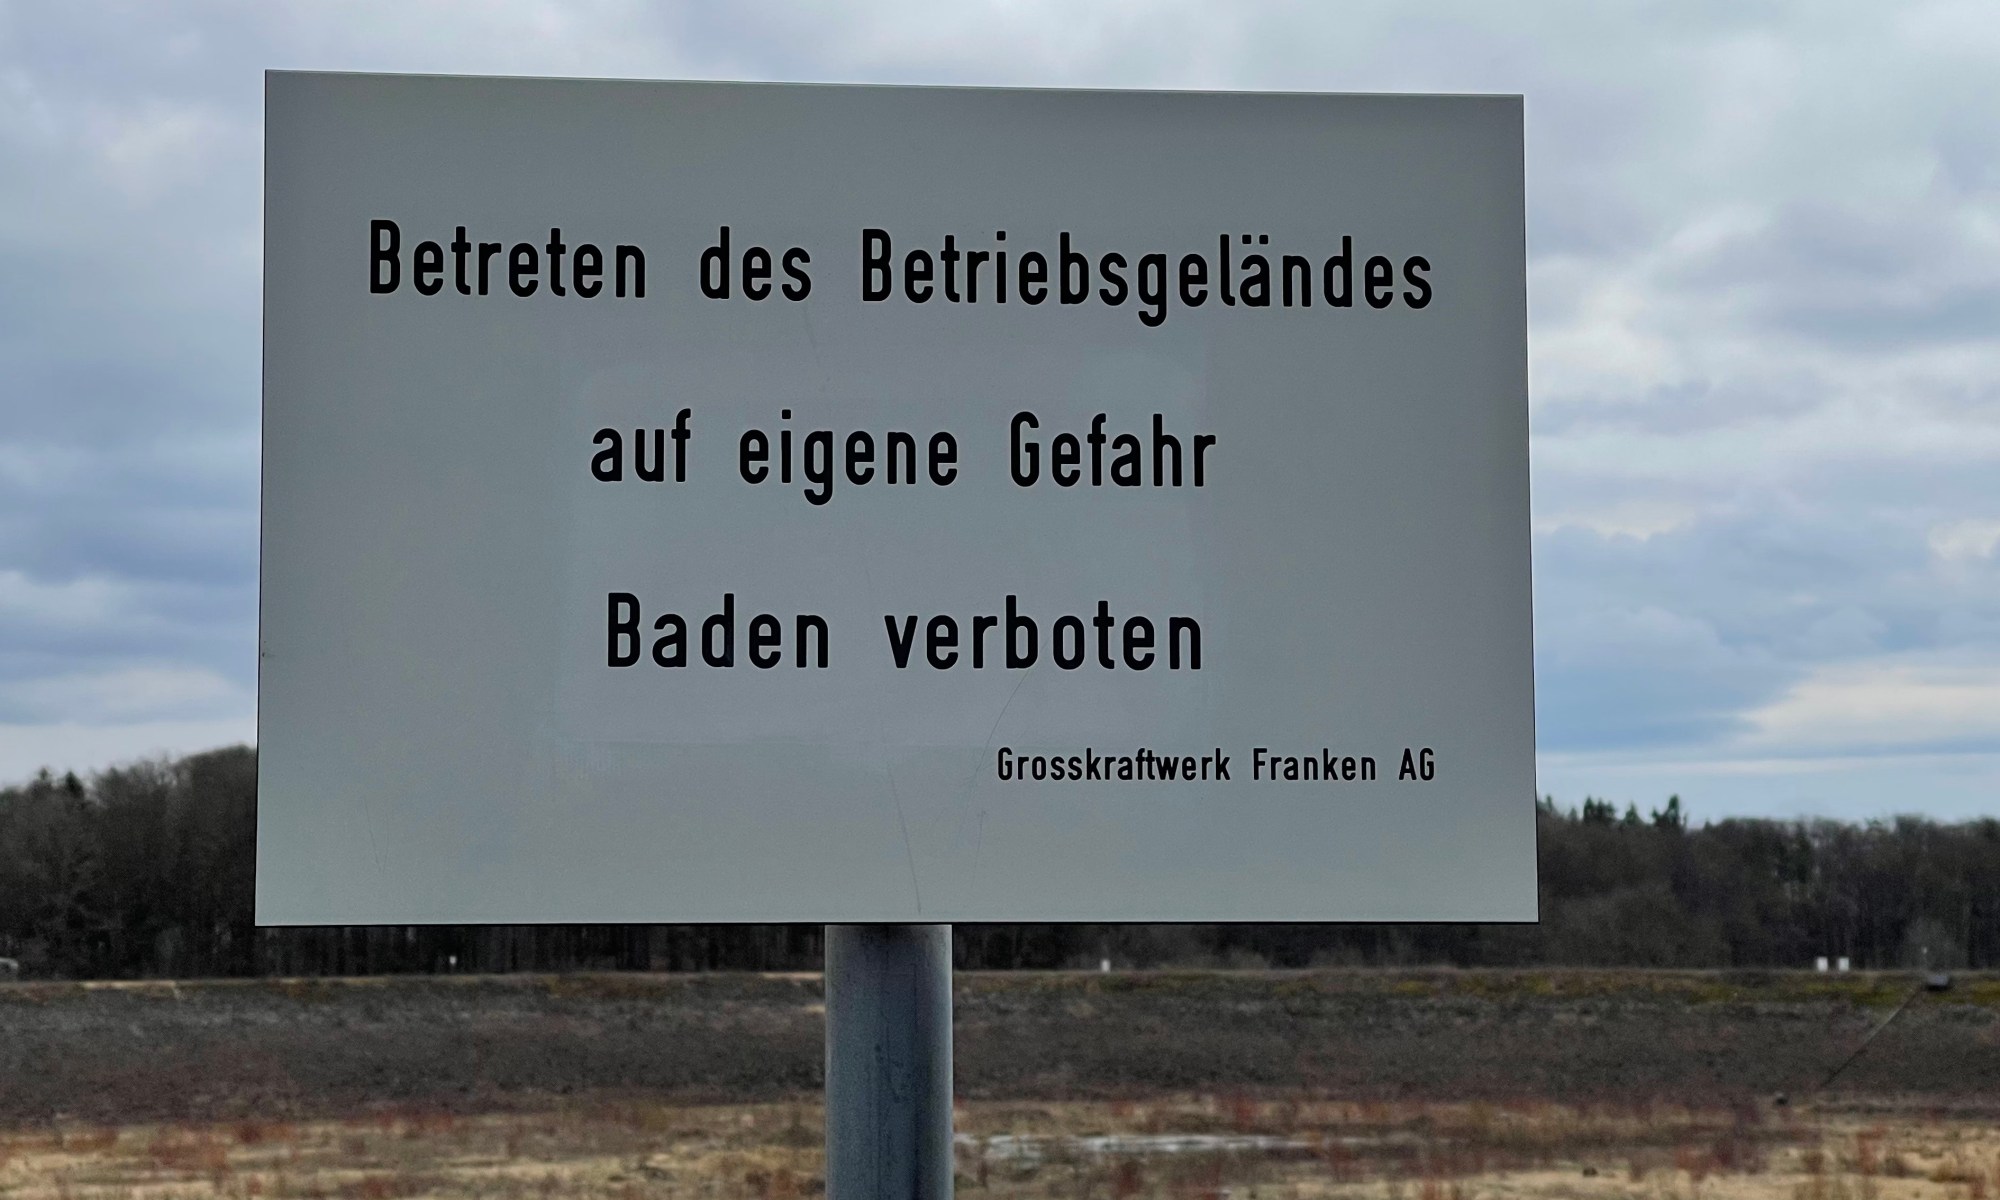 Betreten des Betriebsgeländes
auf eigene Gefahr
Baden verboten
Grosskraftwerk Franken AG